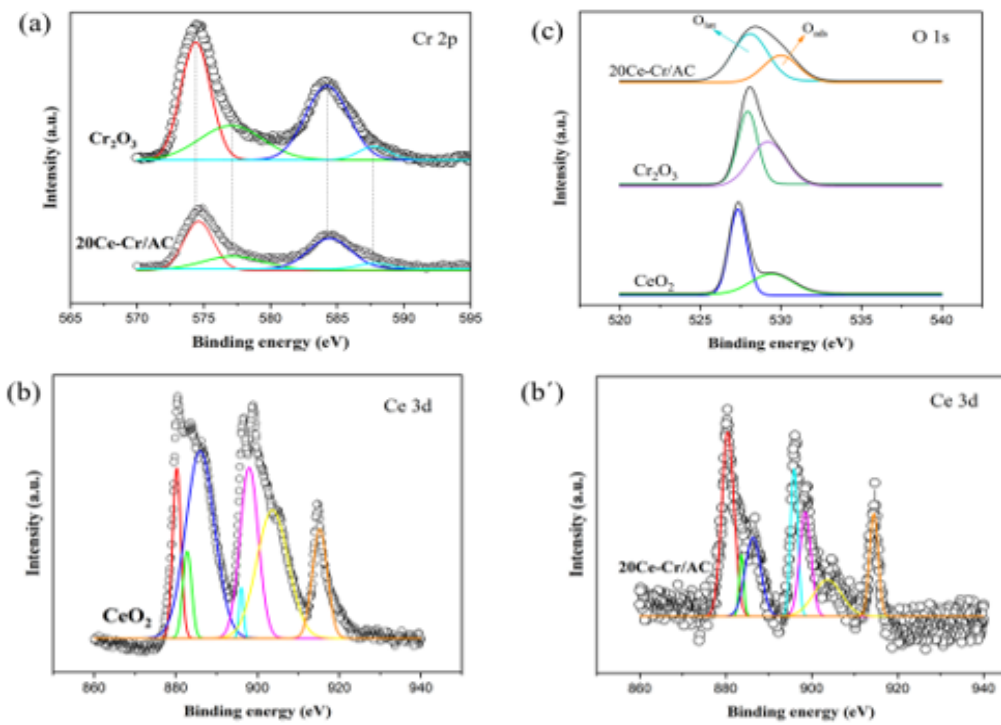 (a)
Cr 2p
Cr₂O₃
20Ce-Cr/AC
Intensity (a.u.)
565 570 575 580 585 590 595
Binding energy (eV)
(c)
O 1s
O_ads
20Ce-Cr/AC
Cr₂O₃
CeO₂
Intensity (a.u.)
520 525 530 535 540
Binding energy (eV)
(b)
Ce 3d
CeO₂
Intensity (a.u.)
860 880 900 920 940
Binding energy (eV)
(b´)
Ce 3d
20Ce-Cr/AC
Intensity (a.u.)
860 880 900 920 940
Binding energy (eV)